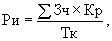 Ри = ∑Зч × Кр / Тк ,